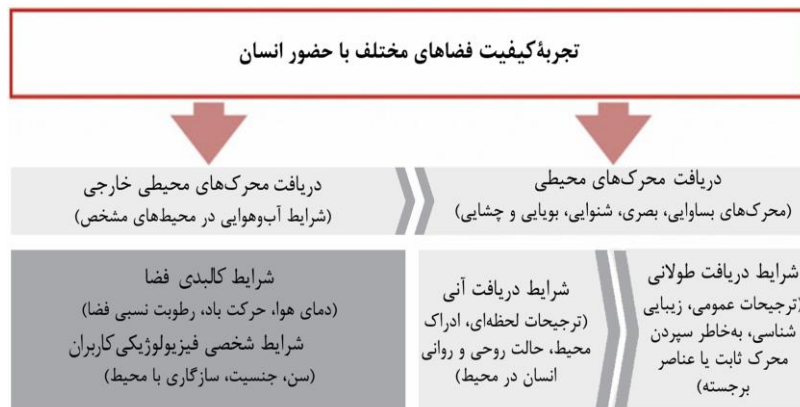 تجربهٔ کیفیت فضاهای مختلف با حضور انسان
دریافت محرک‌های محیطی
(محرک‌های بساوایی، بصری، شنوایی، بویایی و چشایی)
دریافت محرک‌های محیطی خارجی
(شرایط آب‌وهوایی در محیط‌های مشخص)
شرایط دریافت طولانی
(ترجیحات عمومی، زیبایی
شناسی، به‌خاطر سپردن
محرک ثابت یا عناصر
برجسته)
شرایط دریافت آنی
(ترجیحات لحظه‌ای، ادراک
محیط، حالت روحی و روانی
انسان در محیط)
شرایط کالبدی فضا
(دمای هوا، حرکت باد، رطوبت نسبی فضا)
شرایط شخصی فیزیولوژیکی کاربران
(سن، جنسیت، سازگاری با محیط)